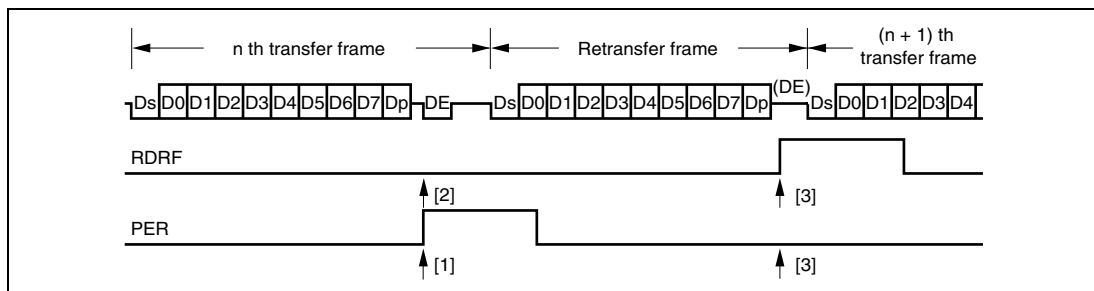 n th transfer frame Retransfer frame (n + 1) th
transfer frame
Ds D0 D1 D2 D3 D4 D5 D6 D7 Dp DE Ds D0 D1 D2 D3 D4 D5 D6 D7 Dp (DE) Ds D0 D1 D2 D3 D4
RDRF
[2] [3]
PER
[1] [3]